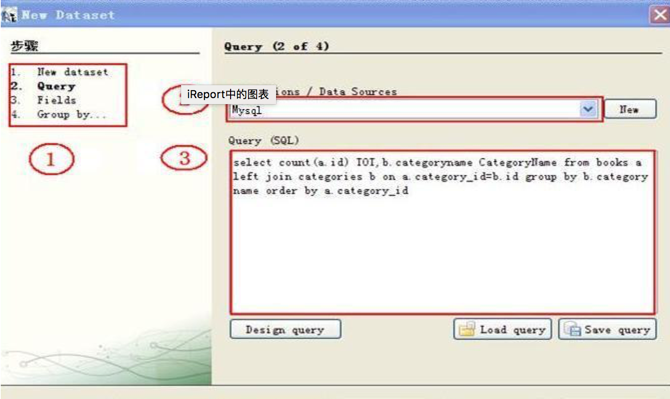 New Dataset
步骤
1. New dataset
2. Query
3. Fields
4. Group by...
1
Query (2 of 4)
iReport中的图表
/ Data Sources
Mysql
New
3
Query (SQL)
select count(a.id) TOT,b.categoryname CategoryName from books a
left join categories b on a.category_id=b.id group by b.category
name order by a.category_id
Design query
Load query
Save query